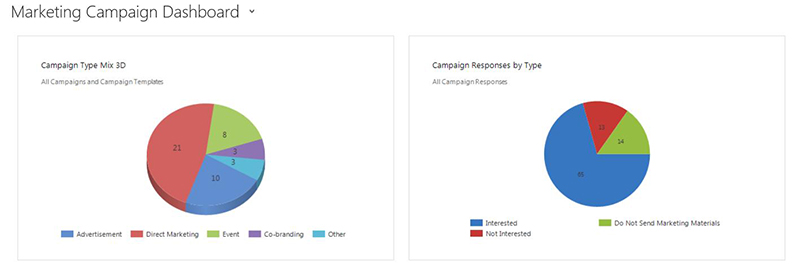 Marketing Campaign Dashboard
Campaign Type Mix 3D
All Campaigns and Campaign Templates
21
8
3
3
10
Advertisement Direct Marketing Event Co-branding Other
Campaign Responses by Type
All Campaign Responses
14
Interested Do Not Send Marketing Materials
Not Interested